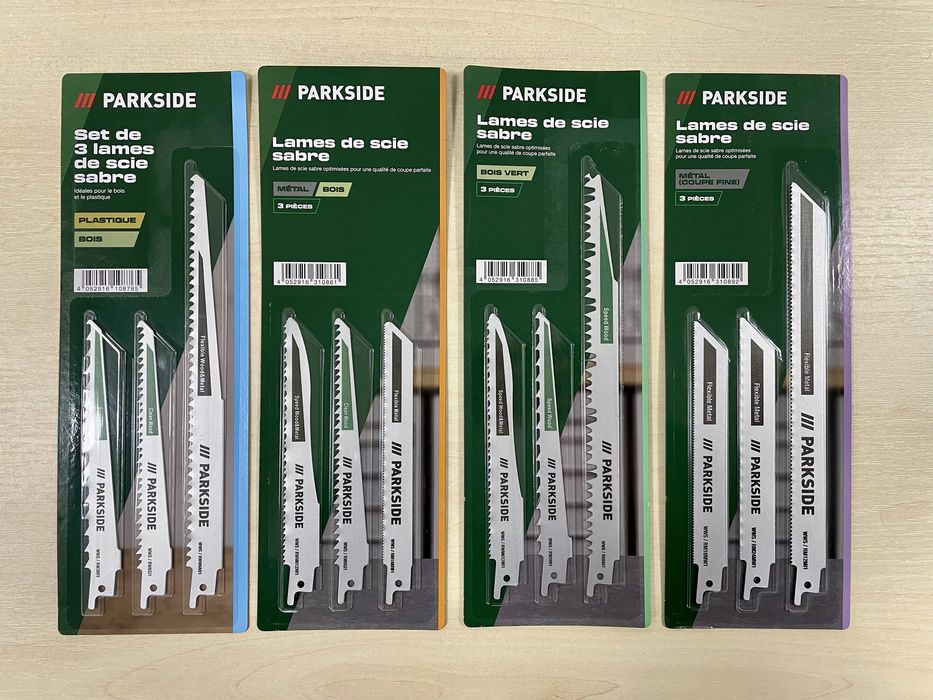 /// PARKSIDE
Set de
3 lames
de scie
sabre
Idéales pour le bois
et le plastique
PLASTIQUE
BOIS
4 052916 108765
Flexible Wood&Metal
Clean Wood
/// PARKSIDE
/// PARKSIDE
/// PARKSIDE
/// PARKSIDE
Lames de scie
sabre
Lames de scie sabre optimisées pour une qualité de coupe parfaite
MÉTAL
BOIS
3 PIÈCES
4 052916 310861
Speed Wood&Metal
Clean Wood
Flexible Metal
/// PARKSIDE
/// PARKSIDE
/// PARKSIDE
/// PARKSIDE
Lames de scie
sabre
Lames de scie sabre optimisées
pour une qualité de coupe parfaite
BOIS VERT
3 PIÈCES
4 052916 310885
Speed Wood&Metal
Speed Wood
Speed Wood
/// PARKSIDE
/// PARKSIDE
/// PARKSIDE
/// PARKSIDE
Lames de scie
sabre
Lames de scie sabre optimisées
pour une qualité de coupe parfaite
MÉTAL
(COUPE FINE)
3 PIÈCES
4 052916 310892
Flexible Metal
Flexible Metal
Flexible Metal
/// PARKSIDE
/// PARKSIDE
/// PARKSIDE